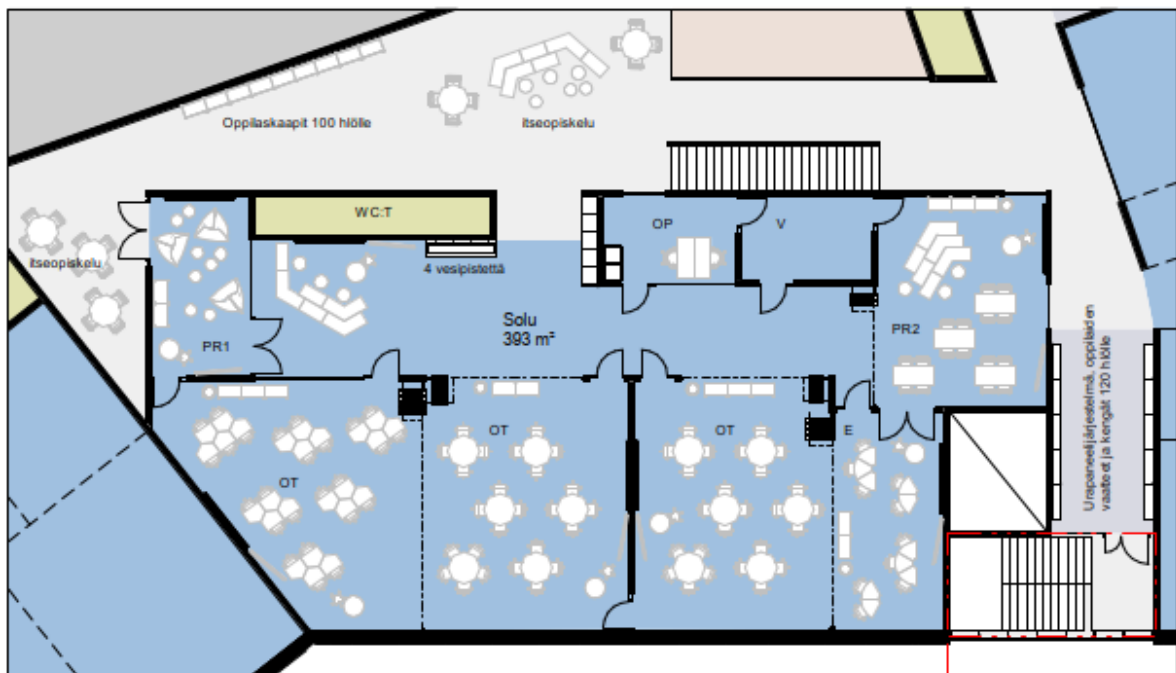 Oppilaskaapit 100 hlölle
itseopiskelu
WC:T
OP
V
itseopiskelu
4 vesipistettä
Solu
393 m²
PR1
PR2
Urapaneelijärjestelmä, oppilaiden
vaatteet ja kengät 120 hlölle
OT
OT
E
OT